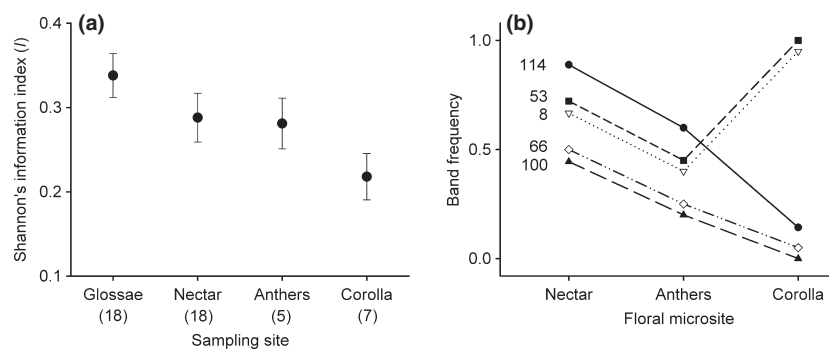 (a)
0.4
0.3
0.2
0.1
Shannon's information index (I)
Glossae Nectar Anthers Corolla
(18) (18) (5) (7)
Sampling site
(b)
1.0
0.5
0.0
Band frequency
114
53
8
66
100
Nectar Anthers Corolla
Floral microsite